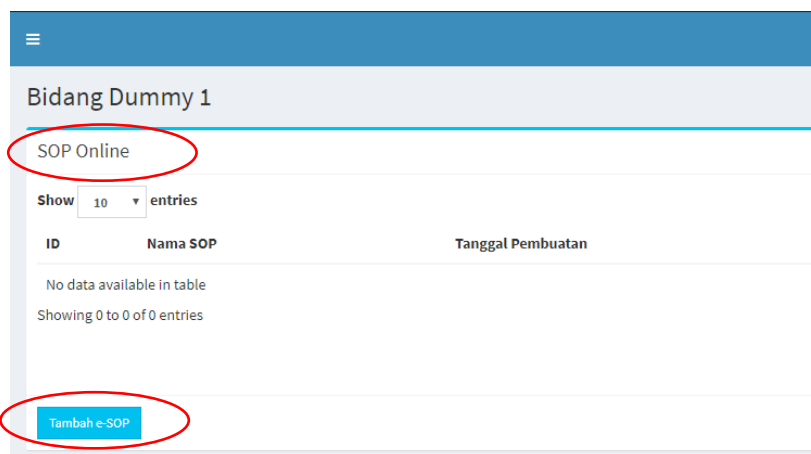 Bidang Dummy 1
SOP Online
Show 10 entries
ID Nama SOP Tanggal Pembuatan
No data available in table
Showing 0 to 0 of 0 entries
Tambah e-SOP